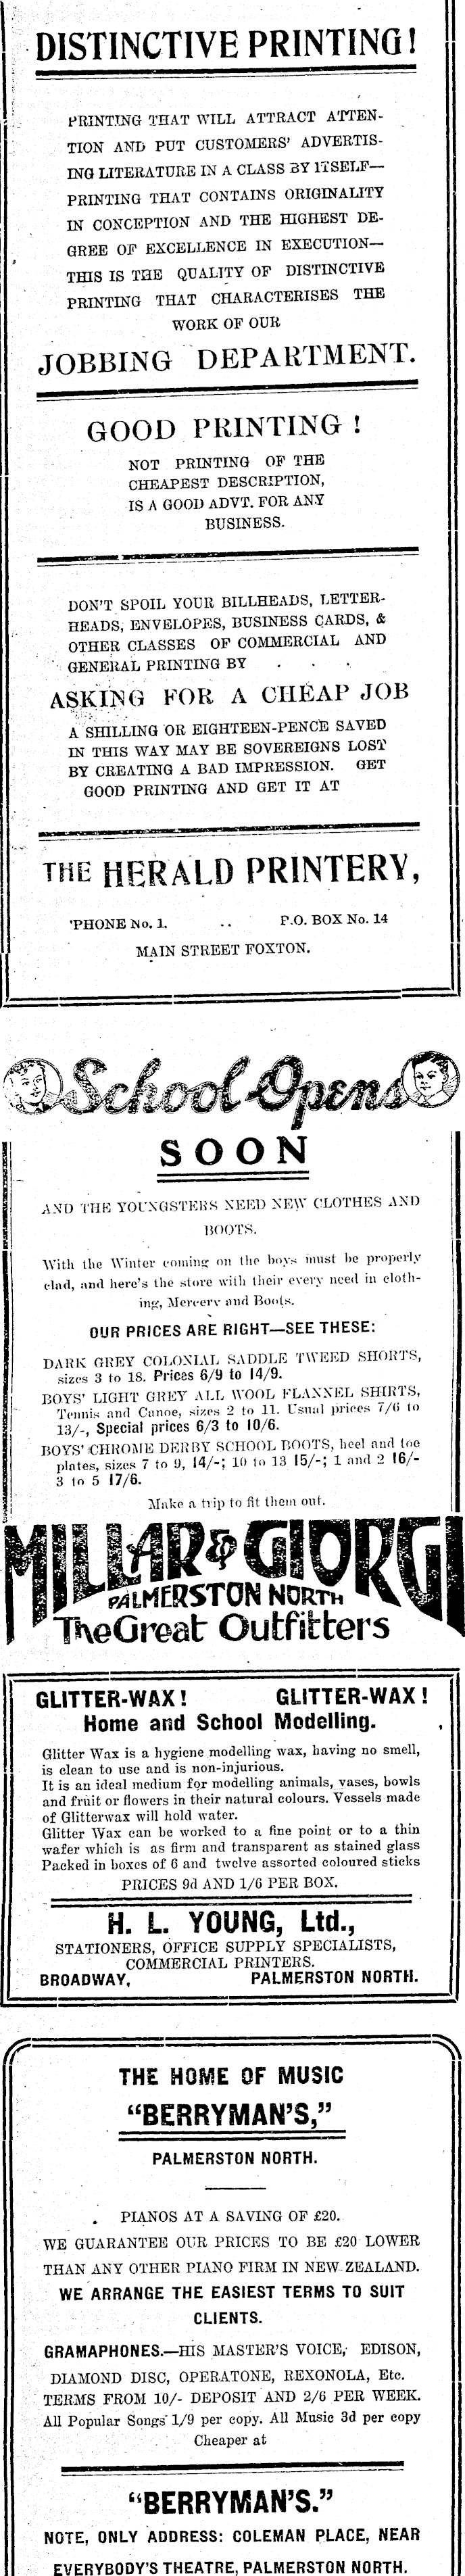 DISTINCTIVE PRINTING!
PRINTING THAT WILL ATTRACT ATTEN-
TION AND PUT CUSTOMERS' ADVERTIS-
ING LITERATURE IN A CLASS BY ITSELF—
PRINTING THAT CONTAINS ORIGINALITY
IN CONCEPTION AND THE HIGHEST DE-
GREE OF EXCELLENCE IN EXECUTION—
THIS IS THE QUALITY OF DISTINCTIVE
PRINTING THAT CHARACTERISES THE
WORK OF OUR
JOBBING DEPARTMENT.
GOOD PRINTING !
NOT PRINTING OF THE
CHEAPEST DESCRIPTION,
IS A GOOD ADVT. FOR ANY
BUSINESS.
DON'T SPOIL YOUR BILLHEADS, LETTER-
HEADS, ENVELOPES, BUSINESS CARDS, &
OTHER CLASSES OF COMMERCIAL AND
GENERAL PRINTING BY . . .
ASKING FOR A CHEAP JOB
A SHILLING OR EIGHTEEN-PENCE SAVED
IN THIS WAY MAY BE SOVEREIGNS LOST
BY CREATING A BAD IMPRESSION. GET
GOOD PRINTING AND GET IT AT
THE HERALD PRINTERY,
'PHONE No. 1. .. P.O. BOX No. 14
MAIN STREET FOXTON.
School Opens
SOON
AND THE YOUNGSTERS NEED NEW CLOTHES AND
BOOTS.
With the Winter coming on the boys must be properly
clad, and here's the store with their every need in cloth-
ing, Mercery and Boots.
OUR PRICES ARE RIGHT—SEE THESE:
DARK GREY COLONIAL SADDLE TWEED SHORTS,
sizes 3 to 18. Prices 6/9 to 14/9.
BOYS' LIGHT GREY ALL WOOL FLANNEL SHIRTS,
Tennis and Canoe, sizes 2 to 11. Usual prices 7/6 to
13/-, Special prices 6/3 to 10/6.
BOYS' CHROME DERBY SCHOOL BOOTS, heel and toe
plates, sizes 7 to 9, 14/-; 10 to 13 15/-; 1 and 2 16/-
3 to 5 17/6.
Make a trip to fit them out.
MILLAR & GIORGI
PALMERSTON NORTH
The Great Outfitters
GLITTER-WAX! GLITTER-WAX!
Home and School Modelling.
Glitter Wax is a hygiene modelling wax, having no smell,
is clean to use and is non-injurious.
It is an ideal medium for modelling animals, vases, bowls
and fruit or flowers in their natural colours. Vessels made
of Glitterwax will hold water.
Glitter Wax can be worked to a fine point or to a thin
wafer which is as firm and transparent as stained glass
Packed in boxes of 6 and twelve assorted coloured sticks
PRICES 9d AND 1/6 PER BOX.
H. L. YOUNG, Ltd.,
STATIONERS, OFFICE SUPPLY SPECIALISTS,
COMMERCIAL PRINTERS.
BROADWAY, PALMERSTON NORTH.
THE HOME OF MUSIC
"BERRYMAN'S,"
PALMERSTON NORTH.
PIANOS AT A SAVING OF £20.
WE GUARANTEE OUR PRICES TO BE £20 LOWER
THAN ANY OTHER PIANO FIRM IN NEW ZEALAND.
WE ARRANGE THE EASIEST TERMS TO SUIT
CLIENTS.
GRAMAPHONES.—HIS MASTER'S VOICE, EDISON,
DIAMOND DISC, OPERATONE, REXONOLA, Etc.
TERMS FROM 10/- DEPOSIT AND 2/6 PER WEEK.
All Popular Songs 1/9 per copy. All Music 3d per copy
Cheaper at
"BERRYMAN'S."
NOTE, ONLY ADDRESS: COLEMAN PLACE, NEAR
EVERYBODY'S THEATRE, PALMERSTON NORTH.